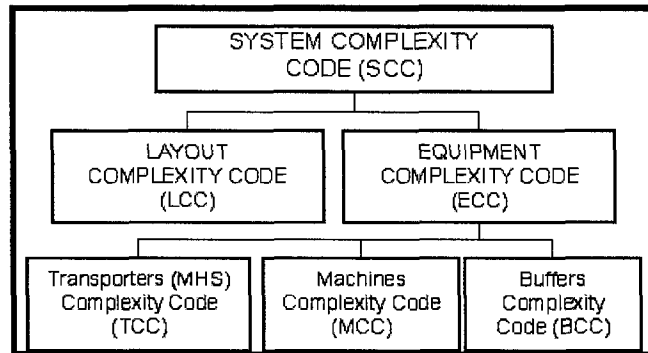 SYSTEM COMPLEXITY
CODE (SCC)
LAYOUT
COMPLEXITY CODE
(LCC)
EQUIPMENT
COMPLEXITY CODE
(ECC)
Transporters (MHS)
Complexity Code
(TCC)
Machines
Complexity Code
(MCC)
Buffers
Complexity
Code (BCC)